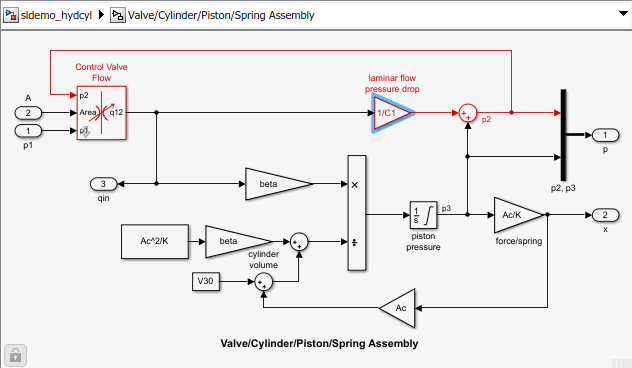 sldemo_hydcyl Valve/Cylinder/Piston/Spring Assembly
Control Valve
Flow
laminar flow
pressure drop
A
p2
2
Area
q12
1/C1
p2
1
p1
p1
1
p
p2, p3
3
qin
beta
×
÷
1
s
p3
piston
pressure
Ac/K
force/spring
2
x
Ac^2/K
beta
cylinder
volume
V30
Ac
Valve/Cylinder/Piston/Spring Assembly